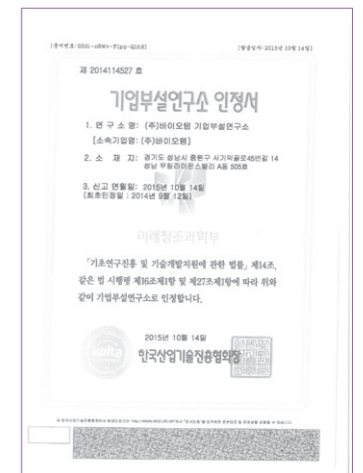 제 2014114527 호
기업부설연구소 인정서
1. 연 구 소 명: (주)바이오템 기업부설연구소
[소속기업명: (주)바이오템]
2. 소 재 지: 경기도 성남시 중원구 사기막골로45번길 14
성남 우림라이온스밸리 A동 505호
3. 신고 연월일: 2015년 10월 14일
(최초인정일 : 2014년 9월 12일)
미래창조과학부
「기초연구진흥 및 기술개발지원에 관한 법률」 제14조,
같은 법 시행령 제16조제1항 및 제27조제1항에 따라 위와
같이 기업부설연구소로 인정합니다.
2015년 10월 14일
한국산업기술진흥협회장